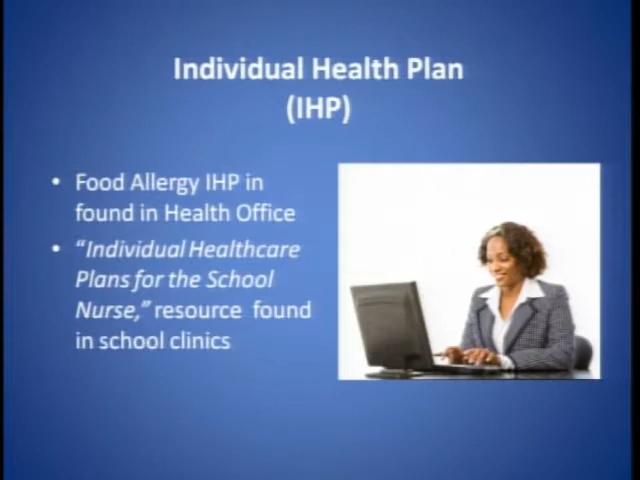 Individual Health Plan
(IHP)
• Food Allergy IHP in
found in Health Office
• “Individual Healthcare
Plans for the School
Nurse,” resource found
in school clinics